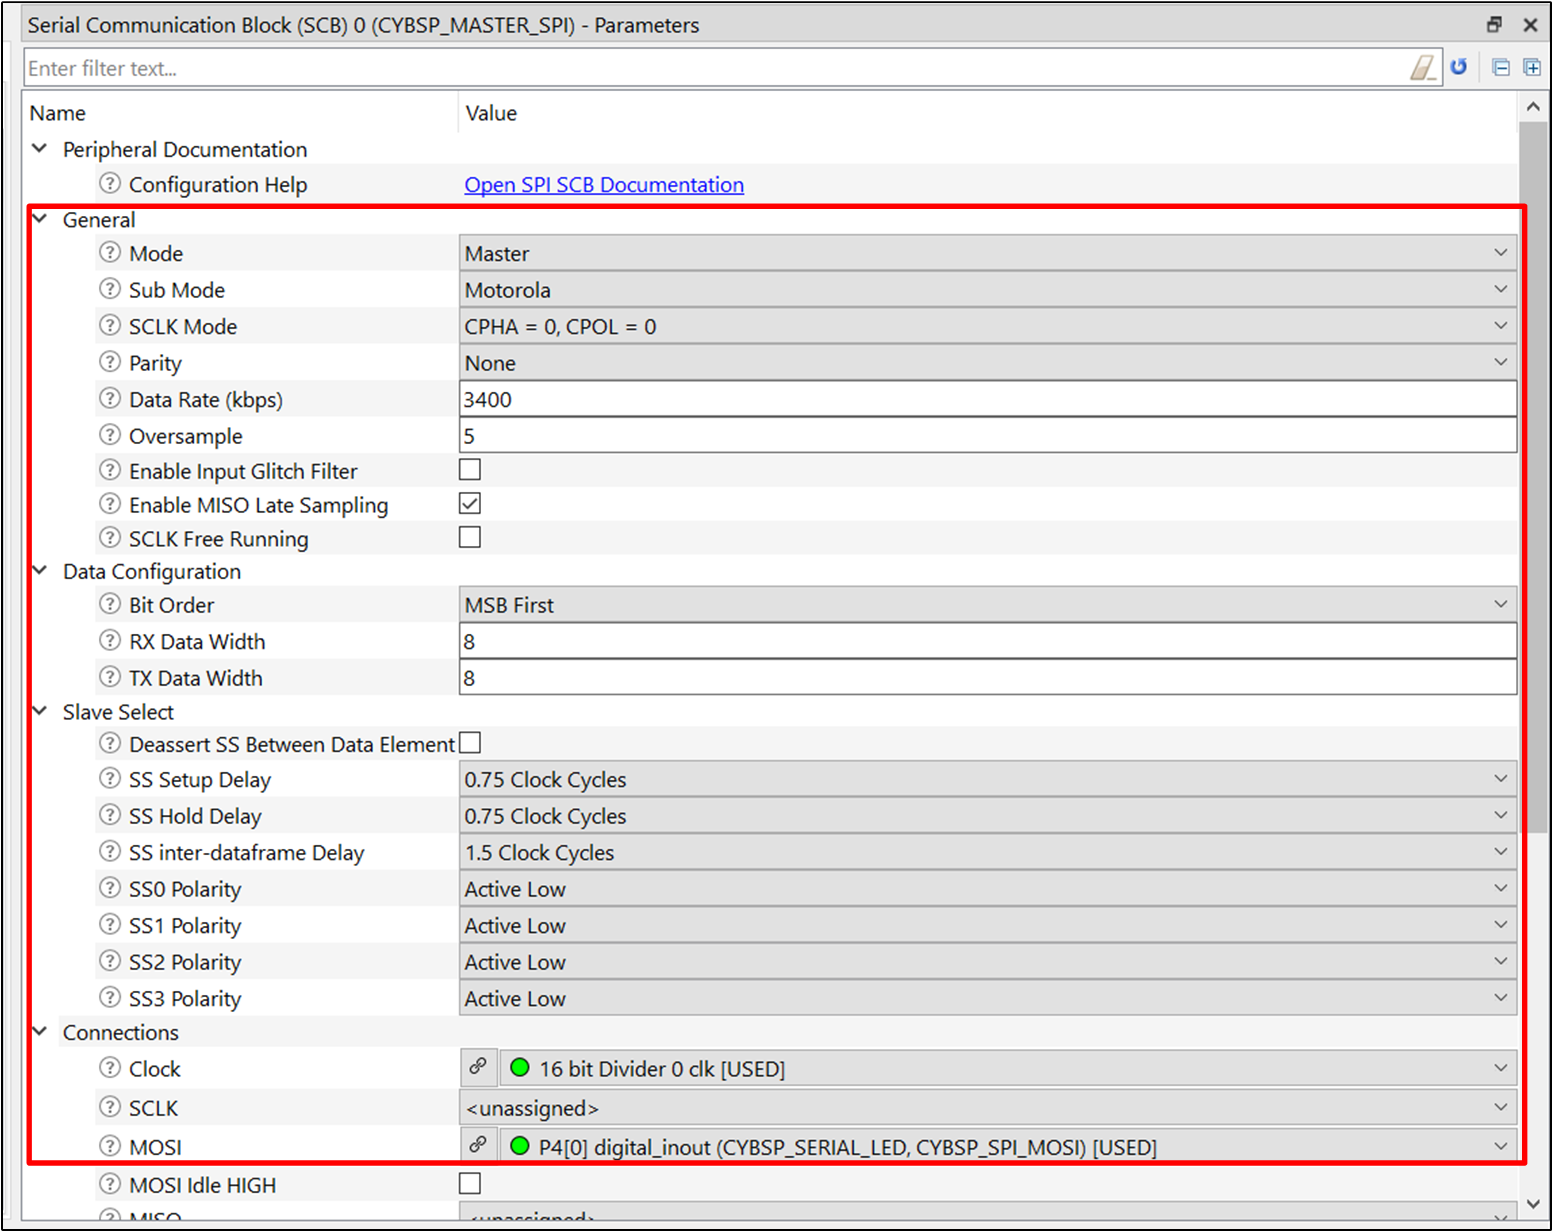 Serial Communication Block (SCB) 0 (CYBSP_MASTER_SPI) - Parameters
Enter filter text...
Name Value
Peripheral Documentation
Configuration Help Open SPI SCB Documentation
General
Mode Master
Sub Mode Motorola
SCLK Mode CPHA = 0, CPOL = 0
Parity None
Data Rate (kbps) 3400
Oversample 5
Enable Input Glitch Filter
Enable MISO Late Sampling
SCLK Free Running
Data Configuration
Bit Order MSB First
RX Data Width 8
TX Data Width 8
Slave Select
Deassert SS Between Data Element
SS Setup Delay 0.75 Clock Cycles
SS Hold Delay 0.75 Clock Cycles
SS inter-dataframe Delay 1.5 Clock Cycles
SS0 Polarity Active Low
SS1 Polarity Active Low
SS2 Polarity Active Low
SS3 Polarity Active Low
Connections
Clock 16 bit Divider 0 clk [USED]
SCLK <unassigned>
MOSI P4[0] digital_inout (CYBSP_SERIAL_LED, CYBSP_SPI_MOSI) [USED]
MOSI Idle HIGH
MISO <unassigned>